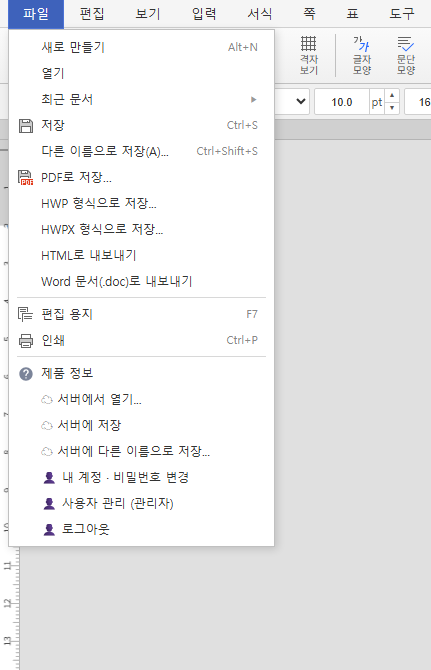 파일 편집 보기 입력 서식 쪽 표 도구
격자 보기
글자 모양
문단 모양
10.0 pt 16
새로 만들기 Alt+N
열기
최근 문서
저장 Ctrl+S
다른 이름으로 저장(A)... Ctrl+Shift+S
PDF로 저장...
HWP 형식으로 저장...
HWPX 형식으로 저장...
HTML로 내보내기
Word 문서(.doc)로 내보내기
편집 용지 F7
인쇄 Ctrl+P
제품 정보
서버에서 열기...
서버에 저장
서버에 다른 이름으로 저장...
내 계정 · 비밀번호 변경
사용자 관리 (관리자)
로그아웃
11
12
13